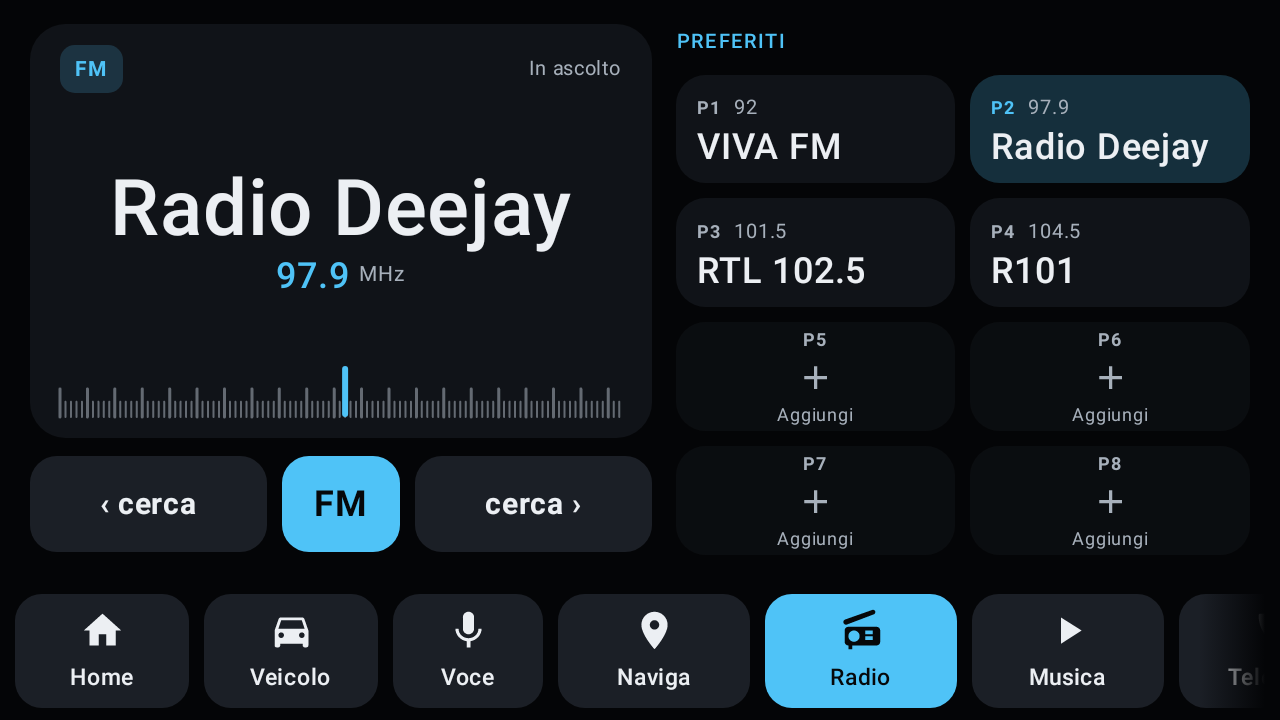 FM
In ascolto
Radio Deejay
97.9 MHz
‹ cerca
FM
cerca ›
PREFERITI
P1 92
VIVA FM
P2 97.9
Radio Deejay
P3 101.5
RTL 102.5
P4 104.5
R101
P5
+
Aggiungi
P6
+
Aggiungi
P7
+
Aggiungi
P8
+
Aggiungi
Home
Veicolo
Voce
Naviga
Radio
Musica